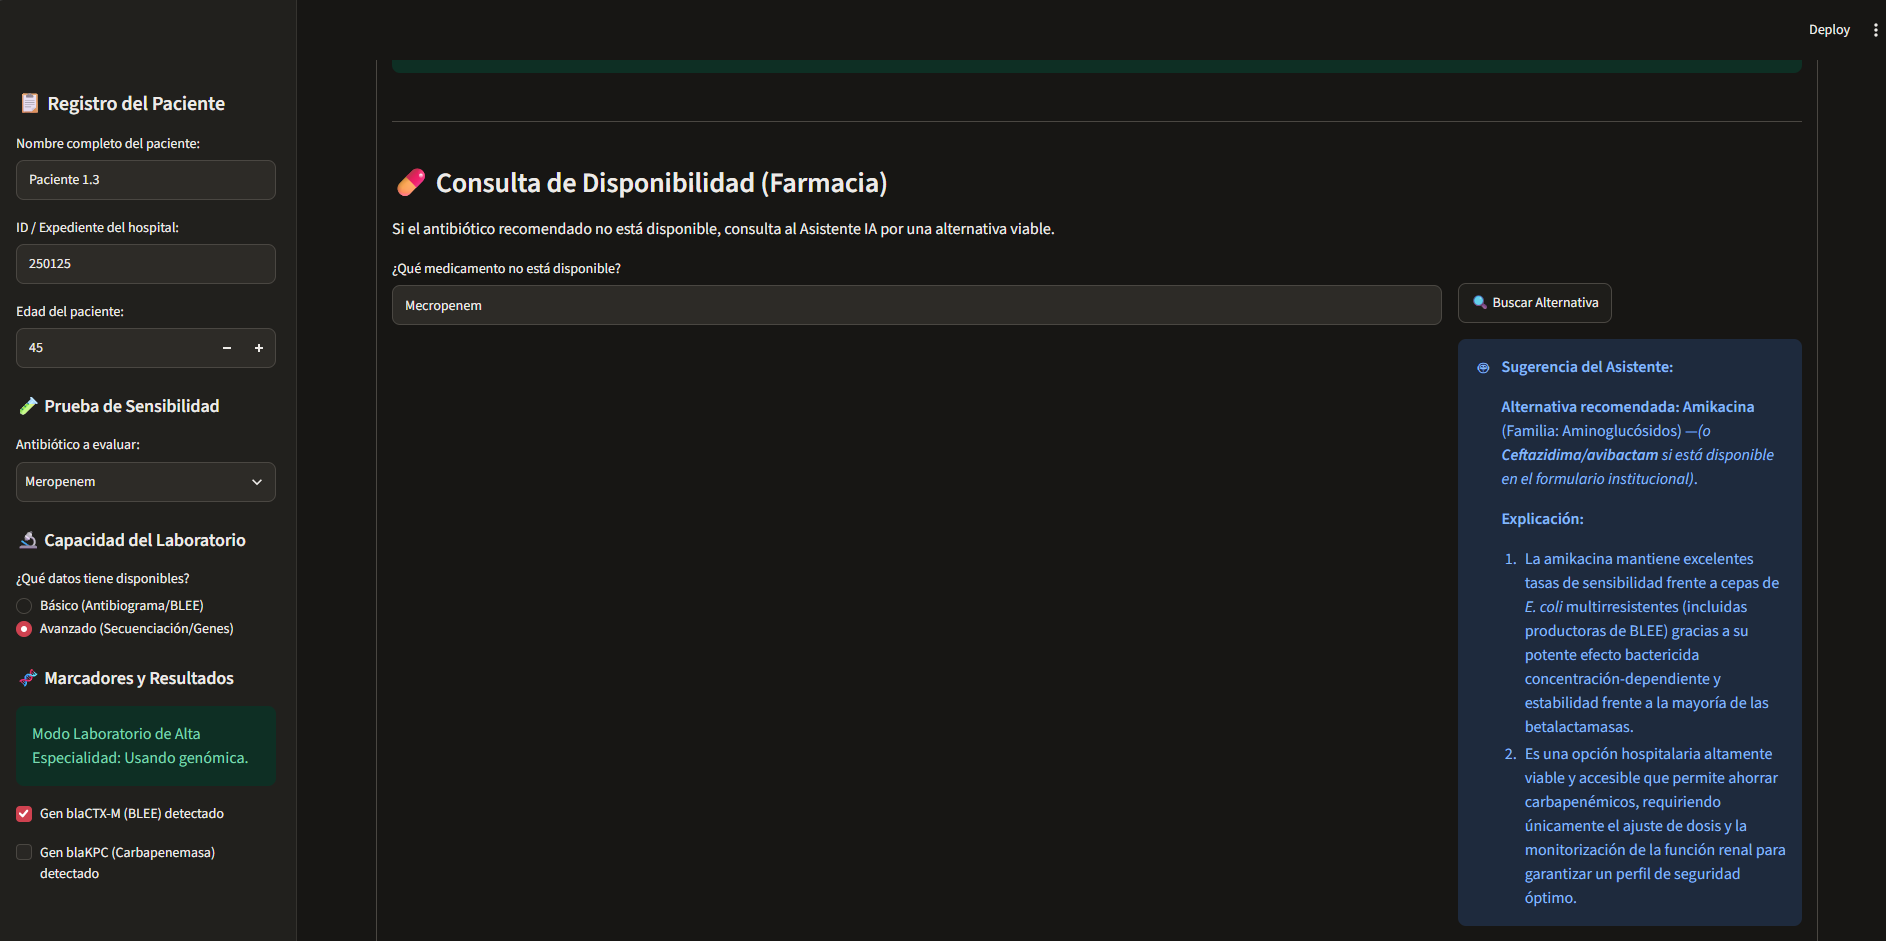 Deploy
Registro del Paciente
Nombre completo del paciente:
Paciente 1.3
ID / Expediente del hospital:
250125
Edad del paciente:
45
Prueba de Sensibilidad
Antibiótico a evaluar:
Meropenem
Capacidad del Laboratorio
¿Qué datos tiene disponibles?
Básico (Antibiograma/BLEE)
Avanzado (Secuenciación/Genes)
Marcadores y Resultados
Modo Laboratorio de Alta
Especialidad: Usando genómica.
Gen blaCTX-M (BLEE) detectado
Gen blaKPC (Carbapenemasa)
detectado
Consulta de Disponibilidad (Farmacia)
Si el antibiótico recomendado no está disponible, consulta al Asistente IA por una alternativa viable.
¿Qué medicamento no está disponible?
Mecropenem
Buscar Alternativa
Sugerencia del Asistente:
Alternativa recomendada: Amikacina
(Familia: Aminoglucósidos) —(o
Ceftazidima/avibactam si está disponible
en el formulario institucional).
Explicación:
1. La amikacina mantiene excelentes
tasas de sensibilidad frente a cepas de
E. coli multirresistentes (incluidas
productoras de BLEE) gracias a su
potente efecto bactericida
concentración-dependiente y
estabilidad frente a la mayoría de las
betalactamasas.
2. Es una opción hospitalaria altamente
viable y accesible que permite ahorrar
carbapenémicos, requiriendo
únicamente el ajuste de dosis y la
monitorización de la función renal para
garantizar un perfil de seguridad
óptimo.